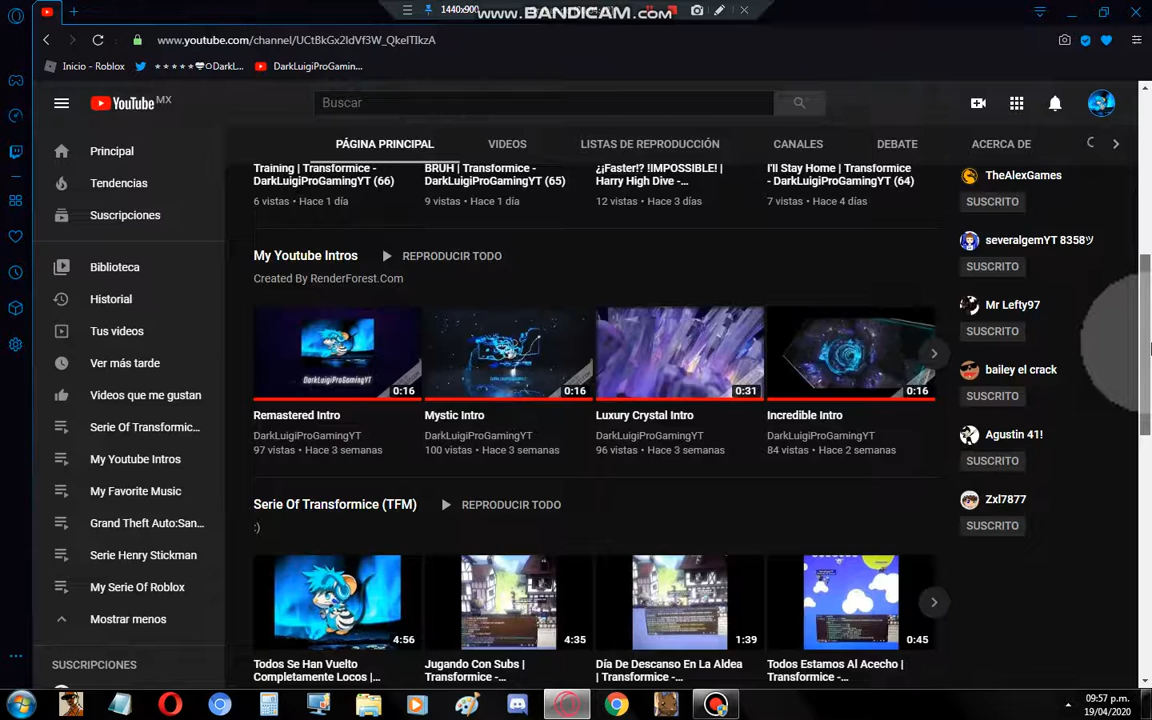 1440x900
www.BANDICAM.com
www.youtube.com/channel/UCtBkGx2IdVf3W_QkeITIkzA
Inicio - Roblox
DarkLuigiProGamin...
YouTube MX
Buscar
PÁGINA PRINCIPAL
VIDEOS
LISTAS DE REPRODUCCIÓN
CANALES
DEBATE
ACERCA DE
Principal
Tendencias
Suscripciones
Biblioteca
Historial
Tus videos
Ver más tarde
Videos que me gustan
Serie Of Transformic...
My Youtube Intros
My Favorite Music
Grand Theft Auto:San...
Serie Henry Stickman
My Serie Of Roblox
Mostrar menos
SUSCRIPCIONES
Training | Transformice -
DarkLuigiProGamingYT (66)
6 vistas • Hace 1 día
BRUH | Transformice -
DarkLuigiProGamingYT (65)
9 vistas • Hace 1 día
¿¡Faster!? !IMPOSSIBLE! |
Harry High Dive -...
12 vistas • Hace 3 días
I'll Stay Home | Transformice
- DarkLuigiProGamingYT (64)
7 vistas • Hace 4 días
My Youtube Intros
REPRODUCIR TODO
Created By RenderForest.Com
DarkLuigiProGamingYT
0:16
Remastered Intro
DarkLuigiProGamingYT
97 vistas • Hace 3 semanas
0:16
Mystic Intro
DarkLuigiProGamingYT
100 vistas • Hace 3 semanas
0:31
Luxury Crystal Intro
DarkLuigiProGamingYT
96 vistas • Hace 3 semanas
0:16
Incredible Intro
DarkLuigiProGamingYT
84 vistas • Hace 2 semanas
Serie Of Transformice (TFM)
REPRODUCIR TODO
:)
4:56
Todos Se Han Vuelto
Completamente Locos |...
4:35
Jugando Con Subs |
Transformice -...
1:39
Día De Descanso En La Aldea
| Transformice -...
0:45
Todos Estamos Al Acecho |
Transformice -...
TheAlexGames
SUSCRITO
severalgemYT 8358ツ
SUSCRITO
Mr Lefty97
SUSCRITO
bailey el crack
SUSCRITO
Agustin 41!
SUSCRITO
Zxl7877
SUSCRITO
09:57 p.m.
19/04/2020